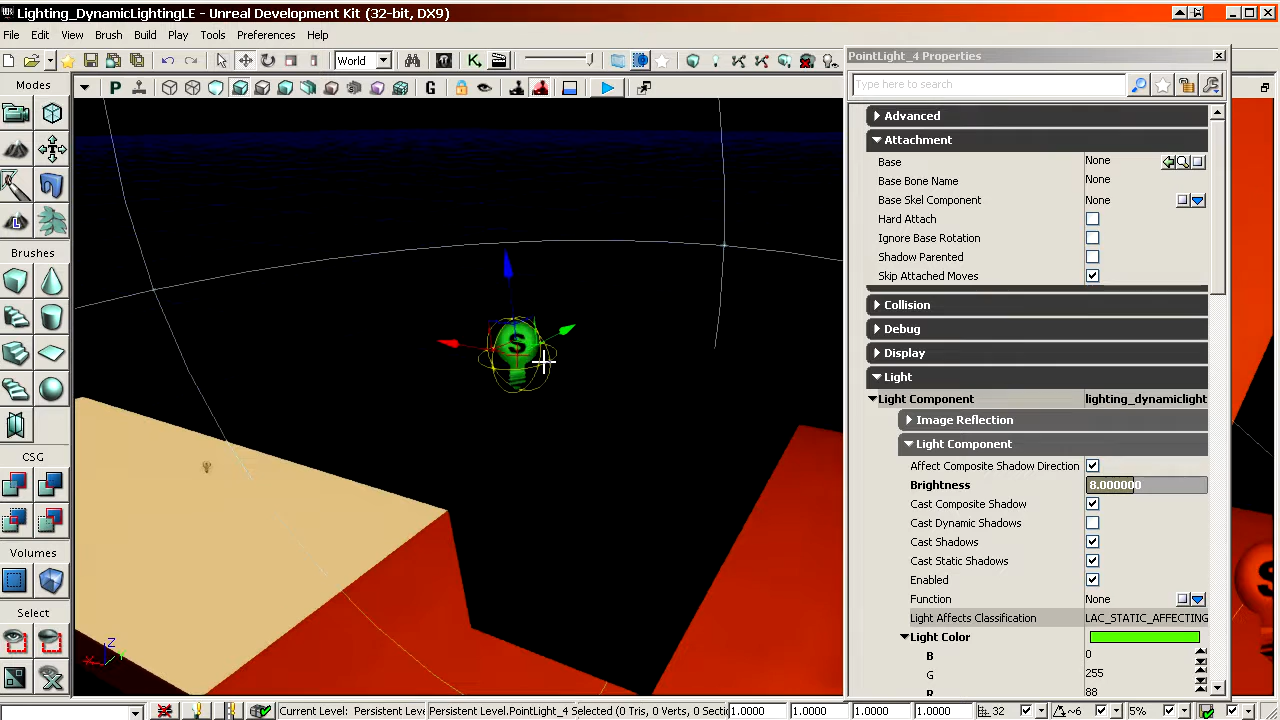 Lighting_DynamicLightingLE - Unreal Development Kit (32-bit, DX9)
File Edit View Brush Build Play Tools Preferences Help
World
P G
Modes
Brushes
CSG
Volumes
Select
S
Z
X
PointLight_4 Properties
Type here to search
Advanced
Attachment
Base None
Base Bone Name None
Base Skel Component None
Hard Attach
Ignore Base Rotation
Shadow Parented
Skip Attached Moves
Collision
Debug
Display
Light
Light Component lighting_dynamiclight
Image Reflection
Light Component
Affect Composite Shadow Direction
Brightness 8.000000
Cast Composite Shadow
Cast Dynamic Shadows
Cast Shadows
Cast Static Shadows
Enabled
Function None
Light Affects Classification LAC_STATIC_AFFECTING
Light Color
B 0
G 255
R 88
Current Level: Persistent Leve Persistent Level.PointLight_4 Selected (0 Tris, 0 Verts, 0 Secti 1.0000 1.0000 1.0000 1.0000 32 6 5%